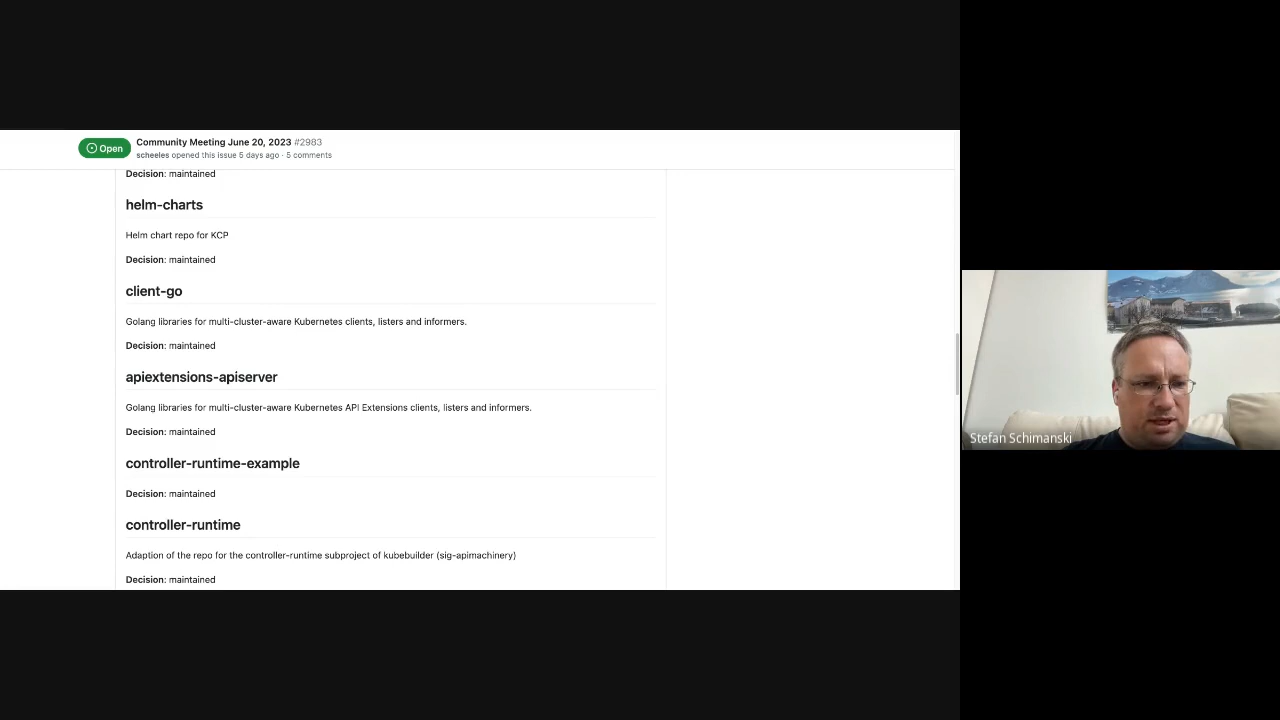 Open
Community Meeting June 20, 2023 #2983
scheeles opened this issue 5 days ago · 5 comments
Decision: maintained
helm-charts
Helm chart repo for KCP
Decision: maintained
client-go
Golang libraries for multi-cluster-aware Kubernetes clients, listers and informers.
Decision: maintained
apiextensions-apiserver
Golang libraries for multi-cluster-aware Kubernetes API Extensions clients, listers and informers.
Decision: maintained
controller-runtime-example
Decision: maintained
controller-runtime
Adaption of the repo for the controller-runtime subproject of kubebuilder (sig-apimachinery)
Decision: maintained
Stefan Schimanski